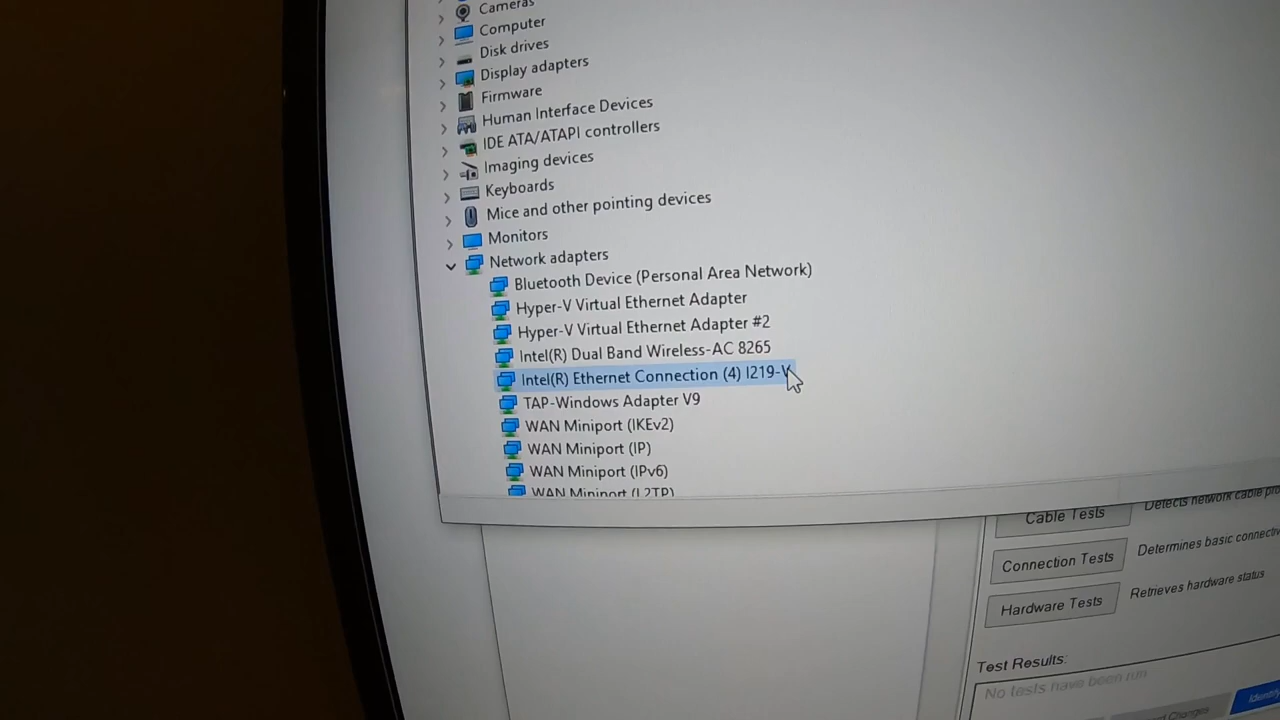 Cameras
Computer
Disk drives
Display adapters
Firmware
Human Interface Devices
IDE ATA/ATAPI controllers
Imaging devices
Keyboards
Mice and other pointing devices
Monitors
Network adapters
Bluetooth Device (Personal Area Network)
Hyper-V Virtual Ethernet Adapter
Hyper-V Virtual Ethernet Adapter #2
Intel(R) Dual Band Wireless-AC 8265
Intel(R) Ethernet Connection (4) I219-V
TAP-Windows Adapter V9
WAN Miniport (IKEv2)
WAN Miniport (IP)
WAN Miniport (IPv6)
WAN Miniport (L2TP)
Cable Tests
Detects network cable
Connection Tests
Determines basic
Hardware Tests
Retrieves hardware status
Test Results:
No tests have been run
Changes